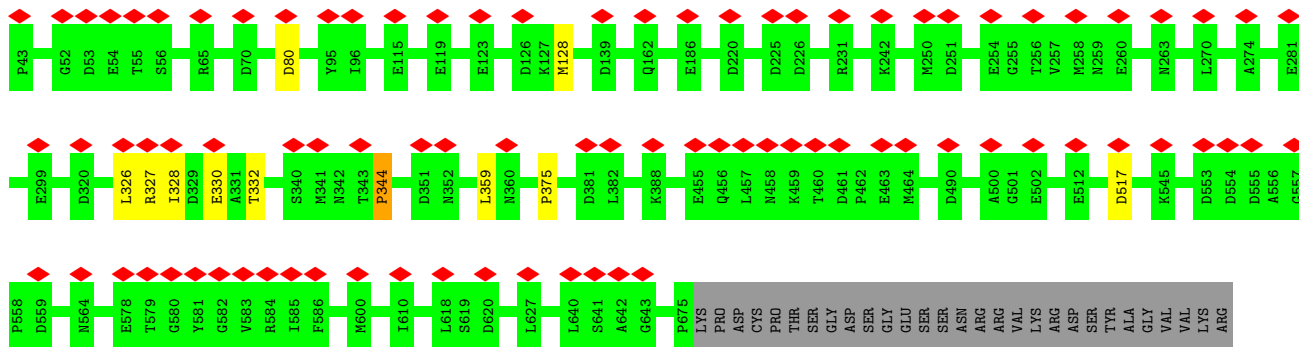 P43 G52 D53 E54 T55 S56 R65 D70 D80 Y95 I96 E115 E119 E123 D126 K127 M128 D139 Q162 E186 D220 D225 D226 R231 K242 M250 D251 E254 G255 T256 V257 M258 N259 E260 N263 L270 A274 E281
E299 D320 L326 R327 I328 D329 E330 A331 T332 S340 M341 N342 T343 P344 D351 N352 L359 N360 P375 D381 L382 K388 E455 Q456 L457 N458 K459 T460 D461 P462 E463 M464 D490 A500 G501 E502 E512 D517 K545 D553 D554 D555 A556 G557
P558 D559 N564 E578 T579 G580 Y581 G582 V583 R584 I585 F586 M600 I610 L618 S619 D620 L627 L640 S641 A642 G643 P675 LYS PRO ASP CYS PRO THR SER GLY ASP SER GLY GLU SER SER ASN ARG ARG VAL LYS ARG ASP SER TYR ALA GLY VAL VAL LYS ARG